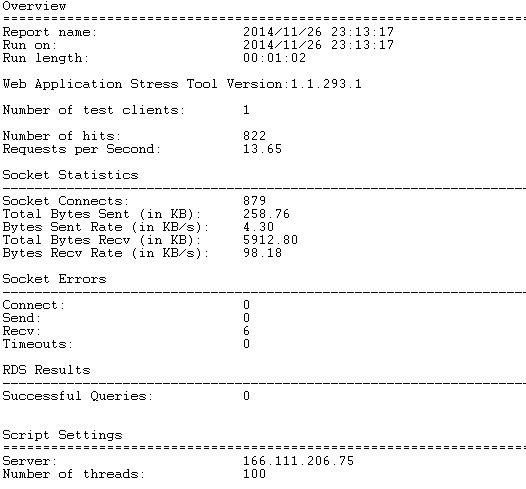 Overview
================================================================================
Report name: 2014/11/26 23:13:17
Run on: 2014/11/26 23:13:17
Run length: 00:01:02
Web Application Stress Tool Version:1.1.293.1
Number of test clients: 1
Number of hits: 822
Requests per Second: 13.65
Socket Statistics
--------------------------------------------------------------------------------
Socket Connects: 879
Total Bytes Sent (in KB): 258.76
Bytes Sent Rate (in KB/s): 4.30
Total Bytes Recv (in KB): 5912.80
Bytes Recv Rate (in KB/s): 98.18
Socket Errors
--------------------------------------------------------------------------------
Connect: 0
Send: 0
Recv: 6
Timeouts: 0
RDS Results
--------------------------------------------------------------------------------
Successful Queries: 0
Script Settings
================================================================================
Server: 166.111.206.75
Number of threads: 100